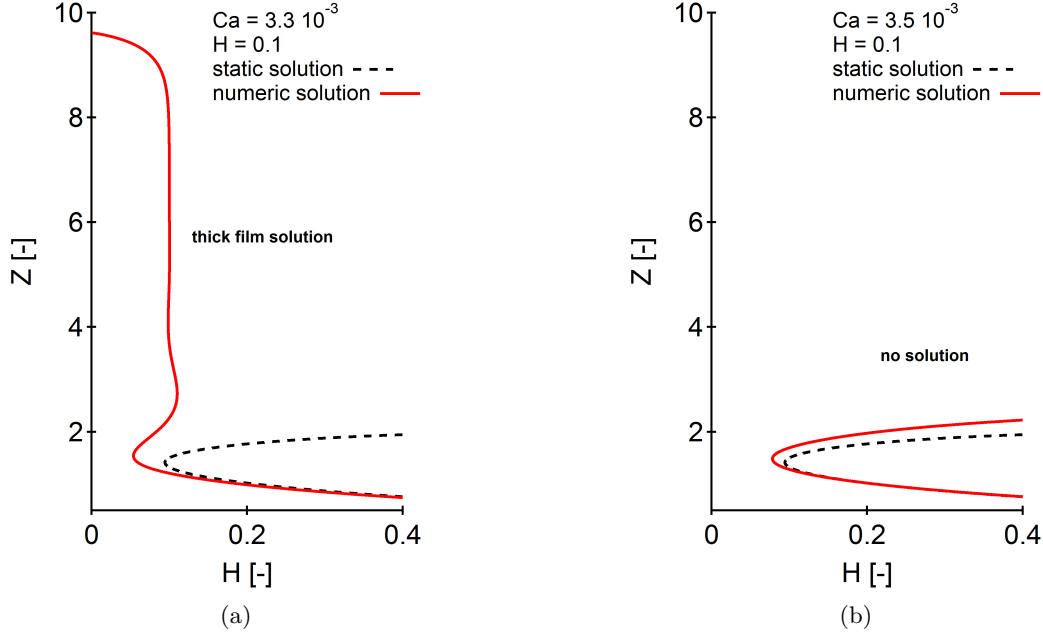 Ca = 3.3 10⁻³
H = 0.1
static solution
numeric solution
thick film solution
10
8
6
4
2
Z [-]
0
0.2
0.4
H [-]
(a)
Ca = 3.5 10⁻³
H = 0.1
static solution
numeric solution
no solution
10
8
6
4
2
Z [-]
0
0.2
0.4
H [-]
(b)